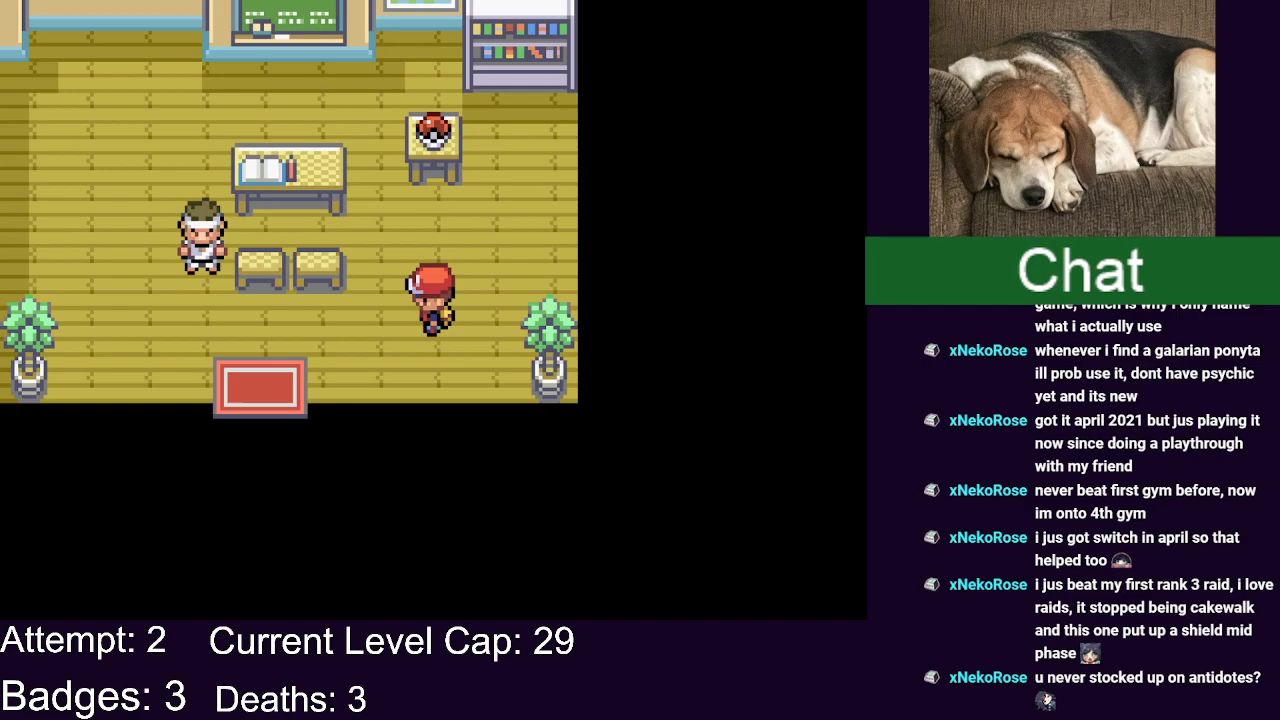 Chat
game, which is why i only name
what i actually use
xNekoRose whenever i find a galarian ponyta
ill prob use it, dont have psychic
yet and its new
xNekoRose got it april 2021 but jus playing it
now since doing a playthrough
with my friend
xNekoRose never beat first gym before, now
im onto 4th gym
xNekoRose i jus got switch in april so that
helped too
xNekoRose i jus beat my first rank 3 raid, i love
raids, it stopped being cakewalk
and this one put up a shield mid
phase
xNekoRose u never stocked up on antidotes?
Attempt: 2 Current Level Cap: 29
Badges: 3 Deaths: 3